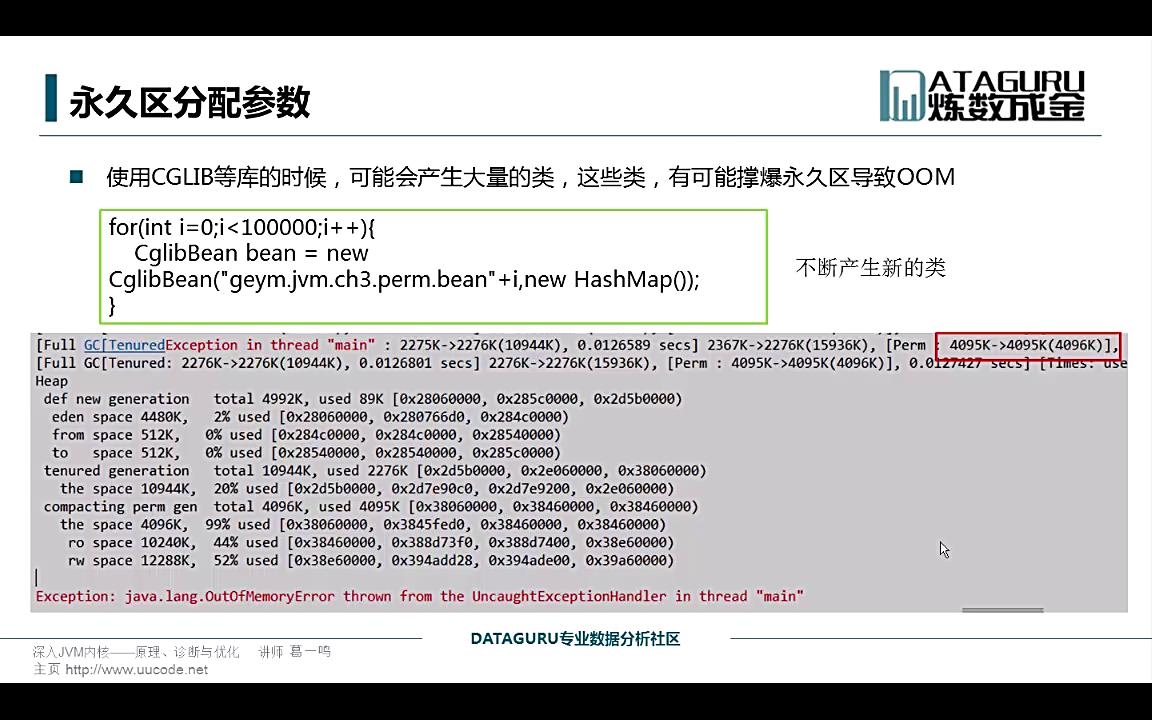 永久区分配参数
ATAGURU
炼数成金
使用CGLIB等库的时候，可能会产生大量的类，这些类，有可能撑爆永久区导致OOM
for(int i=0;i<100000;i++){
CglibBean bean = new
CglibBean("geym.jvm.ch3.perm.bean"+i,new HashMap());
}
不断产生新的类
[Full GC[TenuredException in thread "main" : 2275K->2276K(10944K), 0.0126589 secs] 2367K->2276K(15936K), [Perm : 4095K->4095K(4096K)],
[Full GC[Tenured: 2276K->2276K(10944K), 0.0126801 secs] 2276K->2276K(15936K), [Perm : 4095K->4095K(4096K)], 0.0127427 secs] [Times: use
Heap
def new generation   total 4992K, used 89K [0x28060000, 0x285c0000, 0x2d5b0000)
eden space 4480K,   2% used [0x28060000, 0x280766d0, 0x284c0000)
from space 512K,   0% used [0x284c0000, 0x284c0000, 0x28540000)
to   space 512K,   0% used [0x28540000, 0x28540000, 0x285c0000)
tenured generation   total 10944K, used 2276K [0x2d5b0000, 0x2e060000, 0x38060000)
the space 10944K,  20% used [0x2d5b0000, 0x2d7e90c0, 0x2d7e9200, 0x2e060000)
compacting perm gen  total 4096K, used 4095K [0x38060000, 0x38460000, 0x38460000)
the space 4096K,  99% used [0x38060000, 0x3845fed0, 0x38460000, 0x38460000)
ro space 10240K,  44% used [0x38460000, 0x388d73f0, 0x388d7400, 0x38e60000)
rw space 12288K,  52% used [0x38e60000, 0x394add28, 0x394ade00, 0x39a60000)
Exception: java.lang.OutOfMemoryError thrown from the UncaughtExceptionHandler in thread "main"
DATAGURU专业数据分析社区
深入JVM内核——原理、诊断与优化   讲师 葛一鸣
主页 http://www.uucode.net